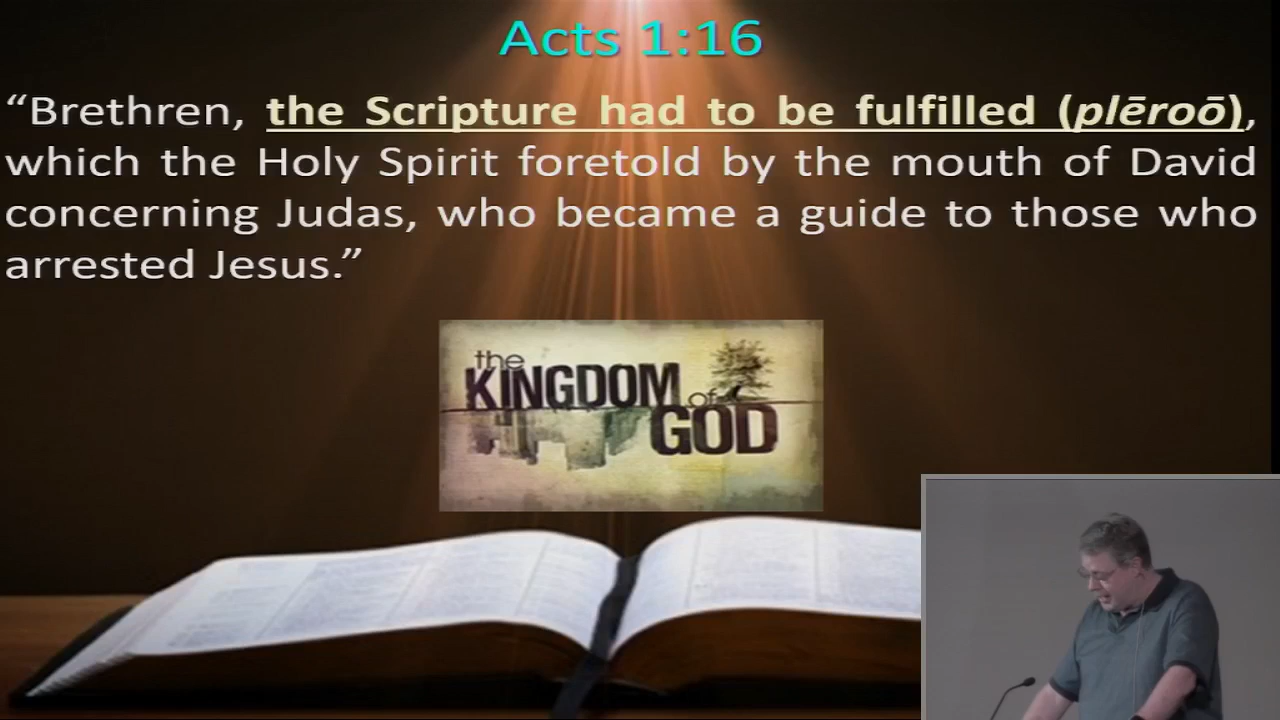 Acts 1:16
“Brethren, the Scripture had to be fulfilled (plēroō),
which the Holy Spirit foretold by the mouth of David
concerning Judas, who became a guide to those who
arrested Jesus.”
the
KINGDOM of
GOD